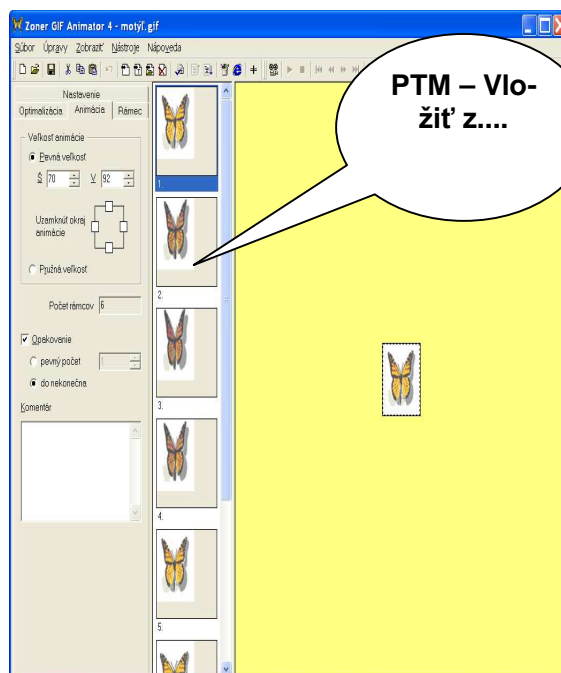 Zoner GIF Animator 4 - motýľ.gif
Súbor Úpravy Zobraziť Nástroje Nápoveda
PTM – Vlo-
žiť z....
Nastavenie
Optimalizácia Animácia Rámec
Veľkosť animácie
Pevná veľkosť
Š 70 V 92
Uzamknúť okraj
animácie
Pružná veľkosť
Počet rámcov 6
Opakovanie
pevný počet 1
do nekonečna
Komentár
1.
2.
3.
4.
5.